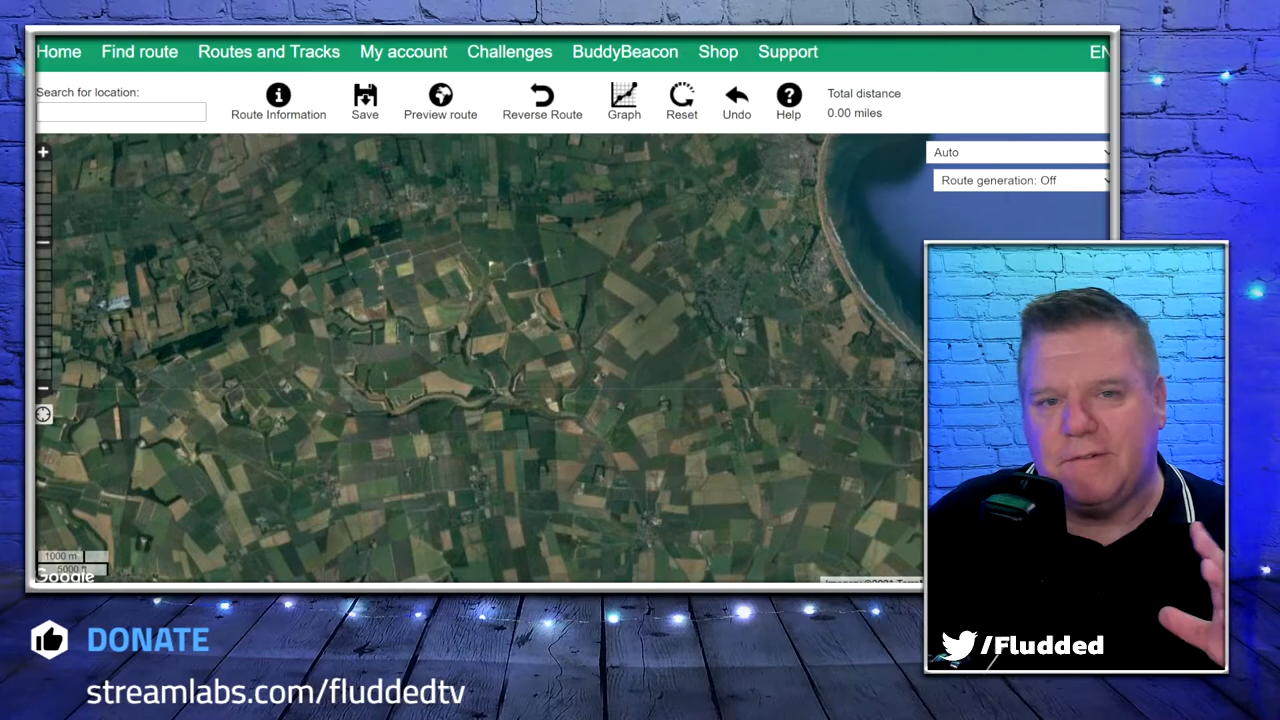 Home Find route Routes and Tracks My account Challenges BuddyBeacon Shop Support EN
Search for location:
Route Information Save Preview route Reverse Route Graph Reset Undo Help
Total distance
0.00 miles
Auto
Route generation: Off
1000 m
5000 ft
Google
Imagery ©2021
/Fludded
DONATE
streamlabs.com/fluddedtv